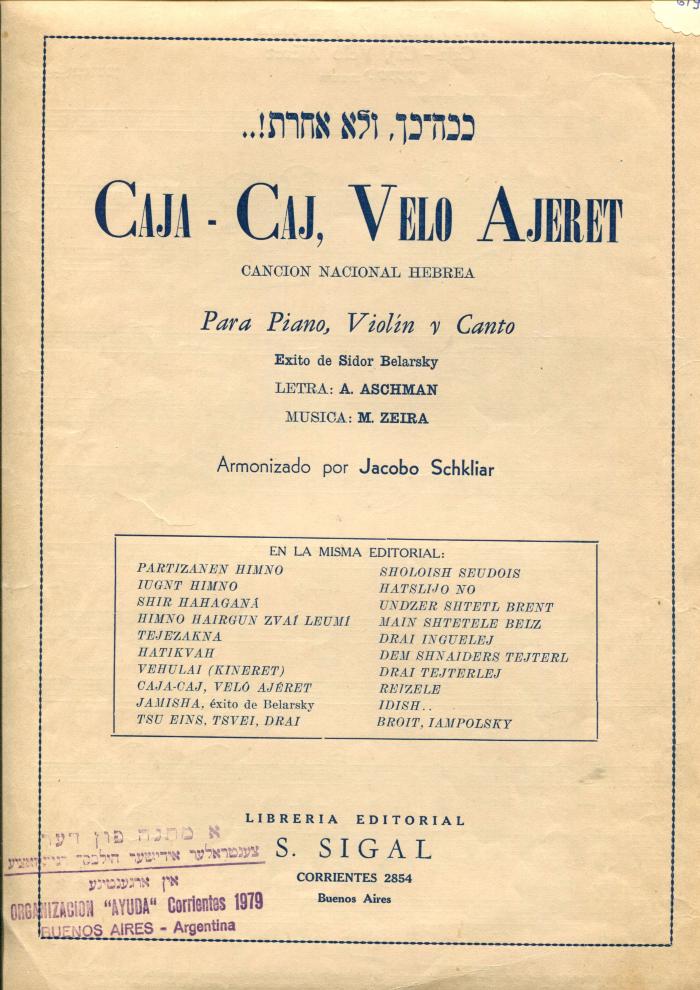 ככה־כך, ולא אחרת!..
CAJA - CAJ, VELO AJERET
CANCION NACIONAL HEBREA
Para Piano, Violín y Canto
Exito de Sidor Belarsky
LETRA: A. ASCHMAN
MUSICA: M. ZEIRA
Armonizado por Jacobo Schkliar
EN LA MISMA EDITORIAL:
PARTIZANEN HIMNO
IUGNT HIMNO
SHIR HAHAGANÁ
HIMNO HAIRGUN ZVAÍ LEUMÍ
TEJEZAKNA
HATIKVAH
VEHULAI (KINERET)
CAJA-CAJ, VELÓ AJÉRET
JAMISHA, éxito de Belarsky
TSU EINS, TSVEI, DRAI
SHOLOISH SEUDOIS
HATSLIJO NO
UNDZER SHTETL BRENT
MAIN SHTETELE BELZ
DRAI INGUELEJ
DEM SHNAIDERS TEJTERL
DRAI TEJTERLEJ
REIZELE
IDISH..
BROIT, IAMPOLSKY
LIBRERIA EDITORIAL
S. SIGAL
CORRIENTES 2854
Buenos Aires
א מתנה פון דער
צענטראלער אידישער הילפס
אין ארגענטינע
ORGANIZACION "AYUDA" Corrientes 1979
BUENOS AIRES - Argentina